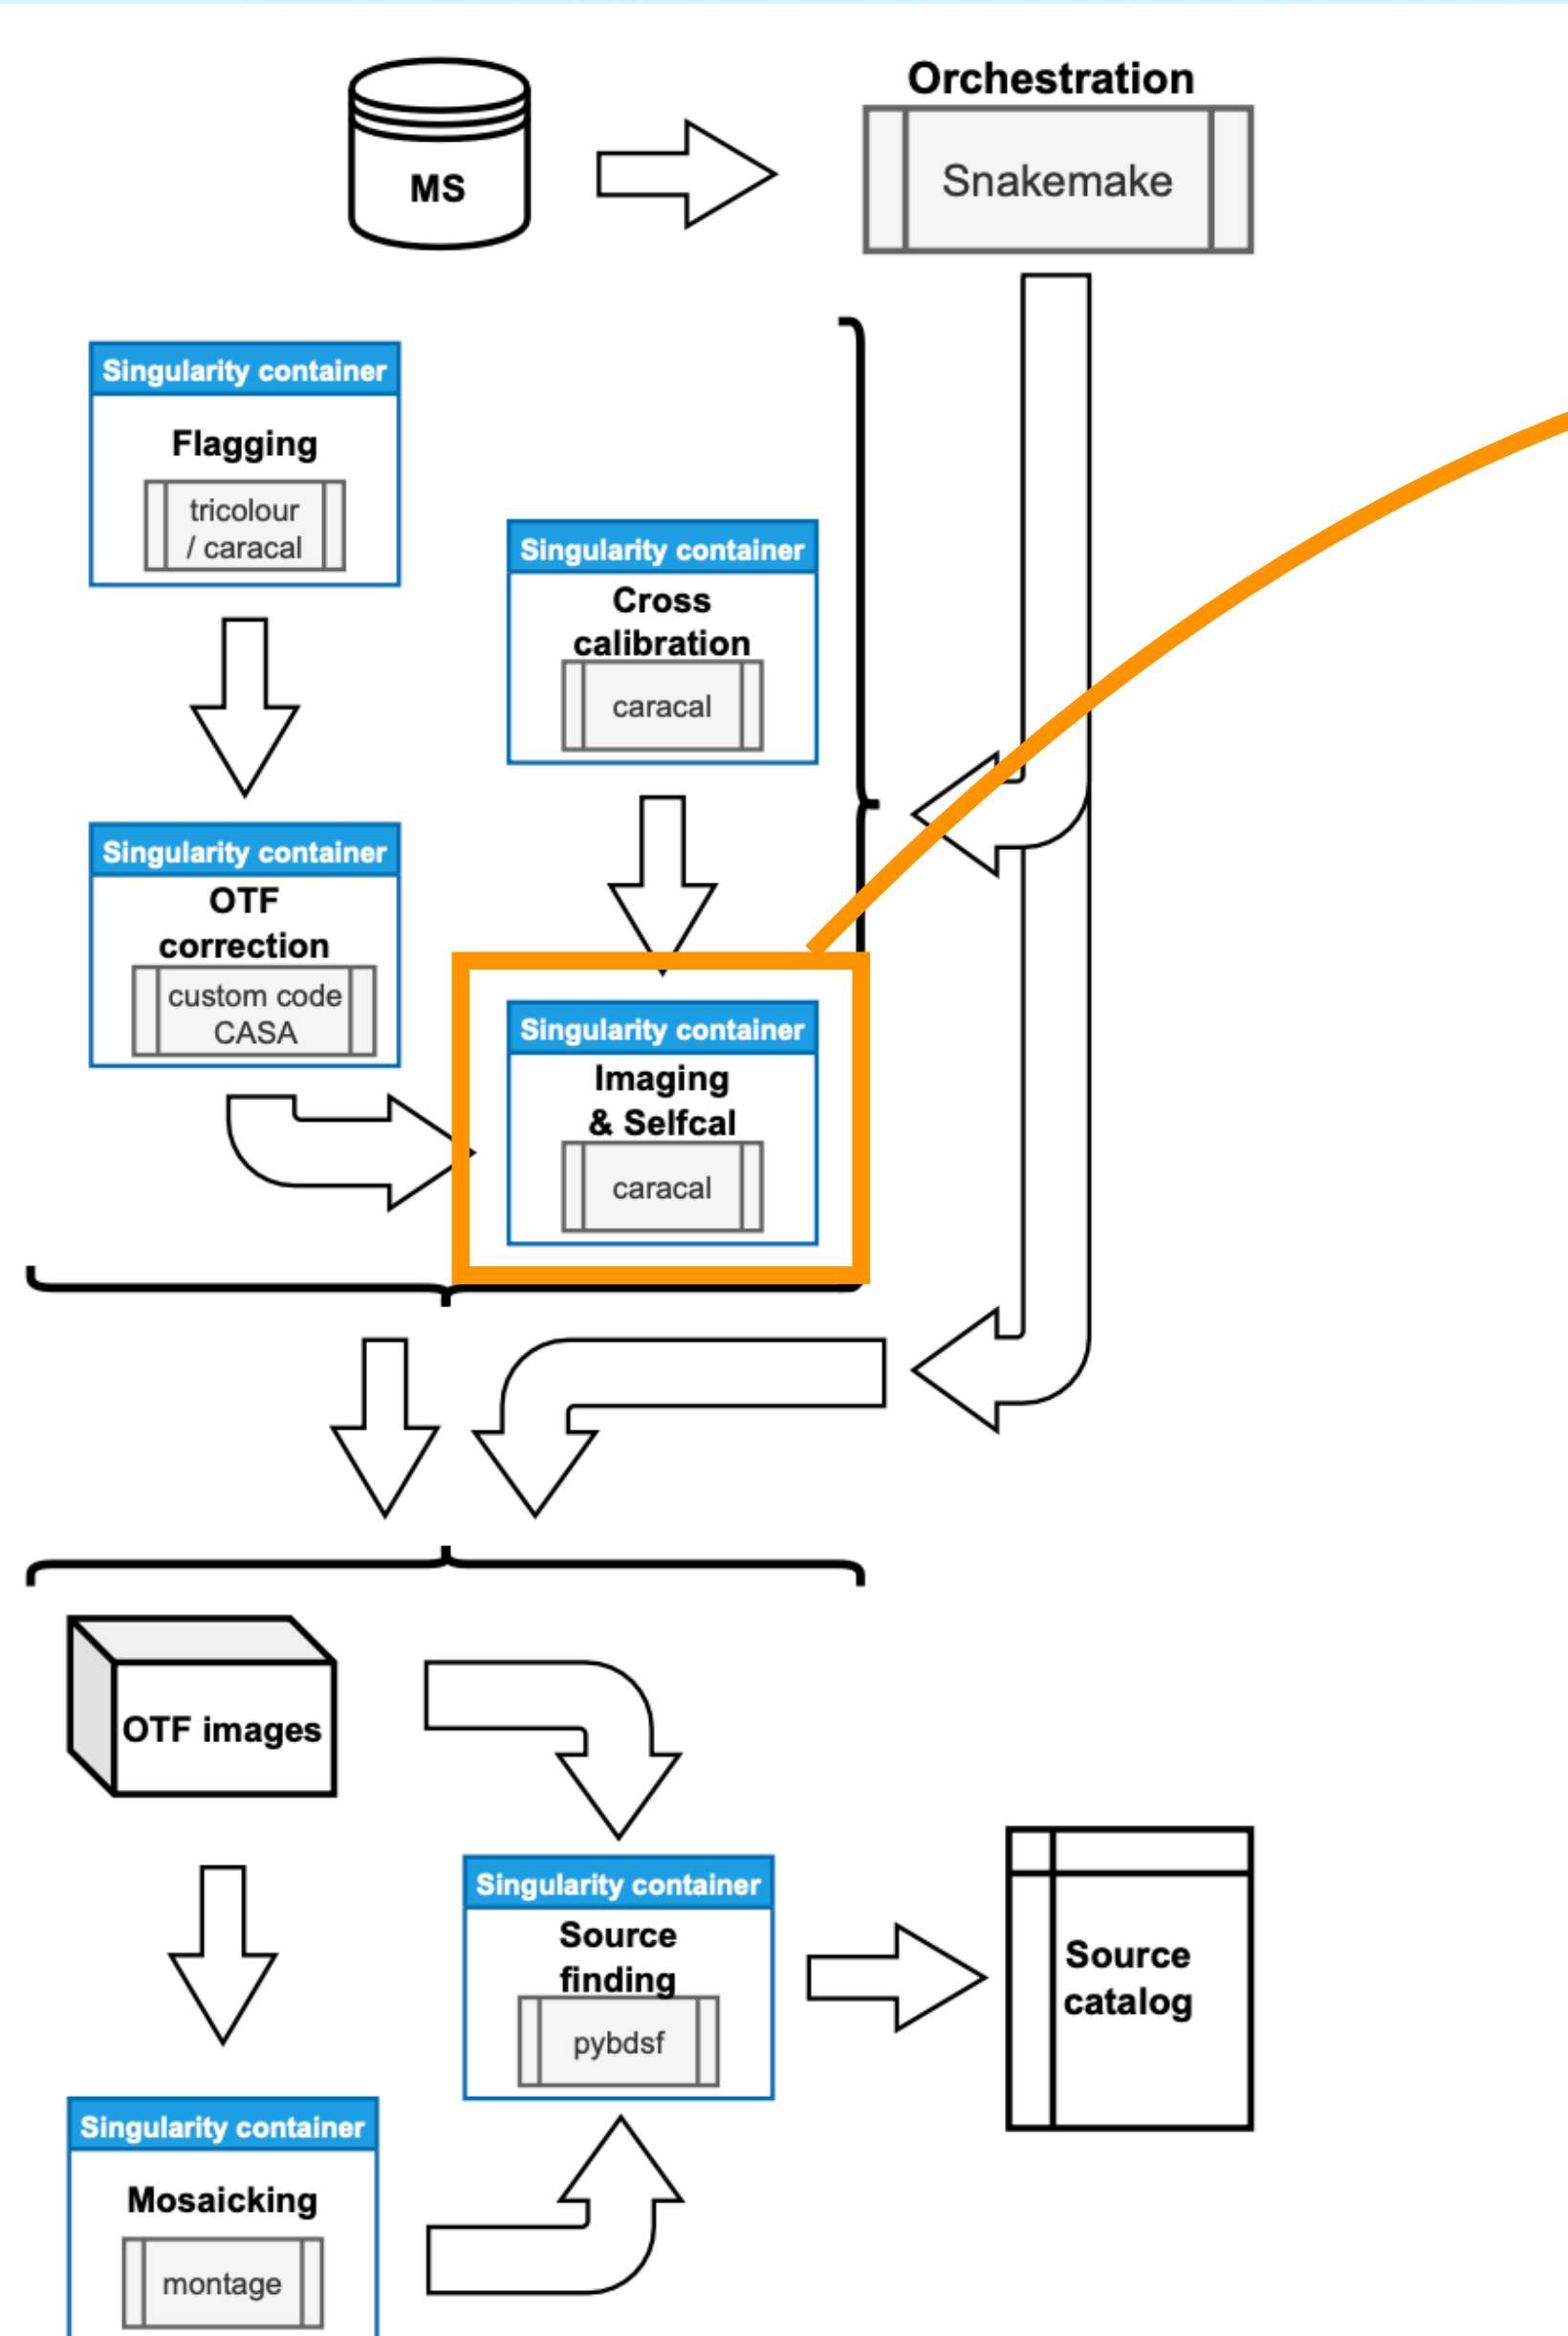 Orchestration
MS
Snakemake
Singularity container
Flagging
tricolour
/ caracal
Singularity container
Cross
calibration
caracal
Singularity container
OTF
correction
custom code
CASA
Singularity container
Imaging
& Selfcal
caracal
OTF images
Singularity container
Source
finding
pybdsf
Source
catalog
Singularity container
Mosaicking
montage